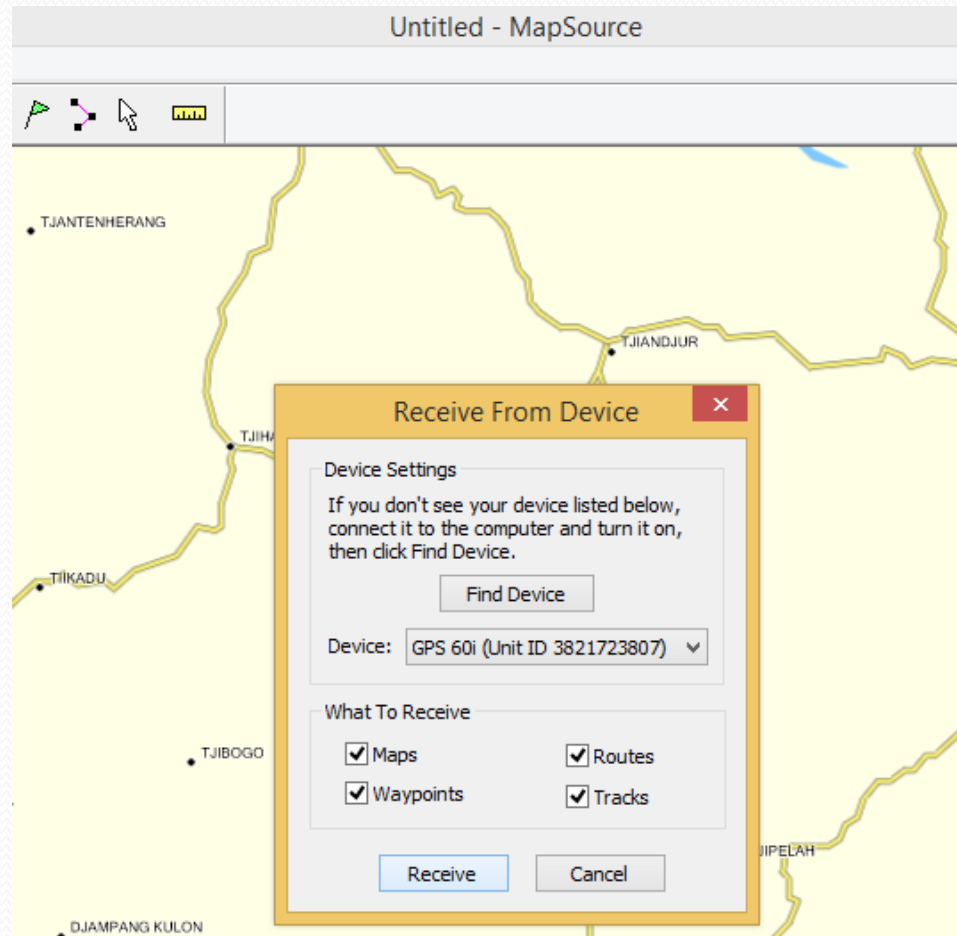 Untitled - MapSource
TJANTENHERANG
TJIANDJUR
Receive From Device
TJIHA
Device Settings
If you don't see your device listed below,
connect it to the computer and turn it on,
then click Find Device.
Find Device
TJIKADU
Device: GPS 60i (Unit ID 3821723807)
What To Receive
TJIBOGO
Maps Routes
Waypoints Tracks
JIPELAH
Receive Cancel
DJAMPANG KULON